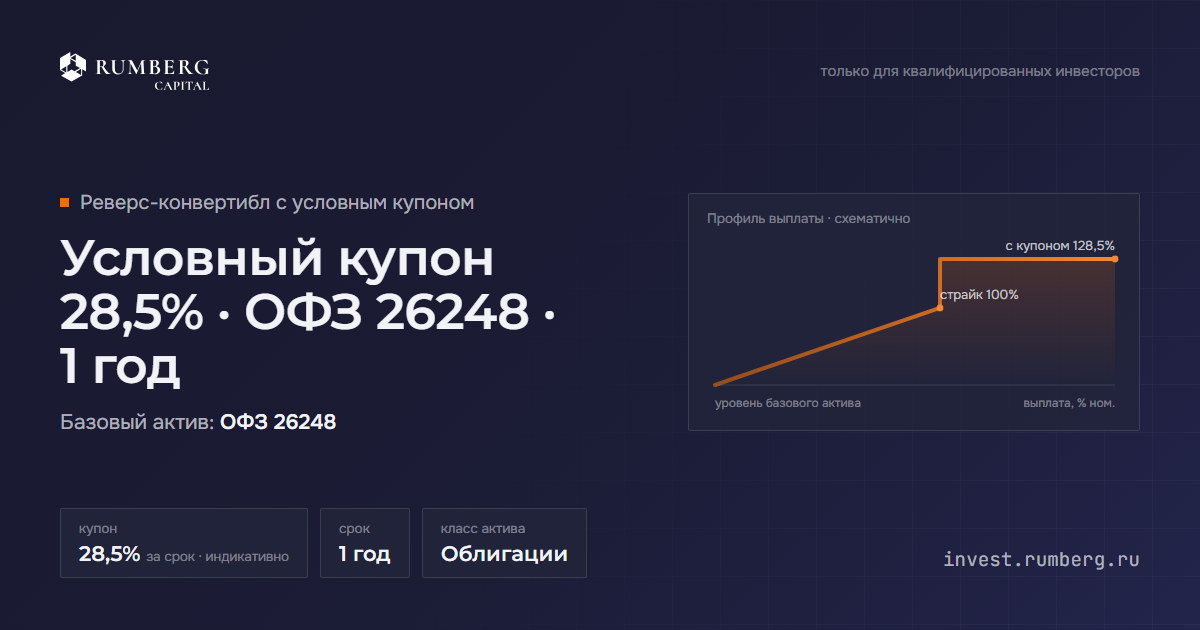 RUMBERG
CAPITAL
только для квалифицированных инвесторов
Реверс-конвертибл с условным купоном
Условный купон
28,5% · ОФЗ 26248 ·
1 год
Базовый актив: ОФЗ 26248
Профиль выплаты · схематично
с купоном 128,5%
страйк 100%
уровень базового актива
выплата, % ном.
купон
28,5% за срок · индикативно
срок
1 год
класс актива
Облигации
invest.rumberg.ru